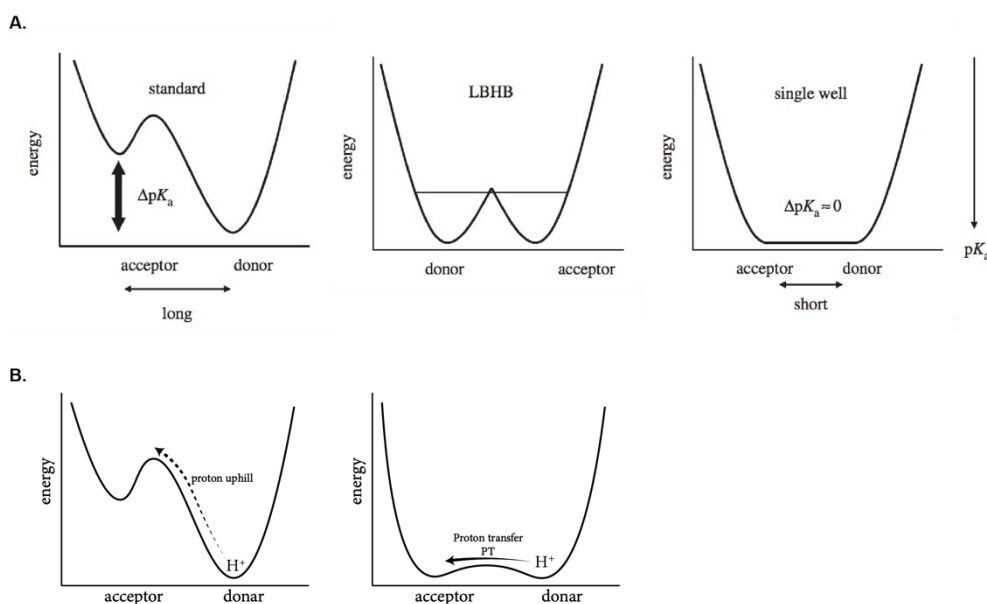 A.
energy
standard
ΔpKa
acceptor donor
long
energy
LBHB
donor acceptor
energy
single well
ΔpKa≈0
acceptor donor
short
pKa
B.
energy
proton uphill
H+
acceptor donar
energy
Proton transfer
PT
H+
acceptor donar